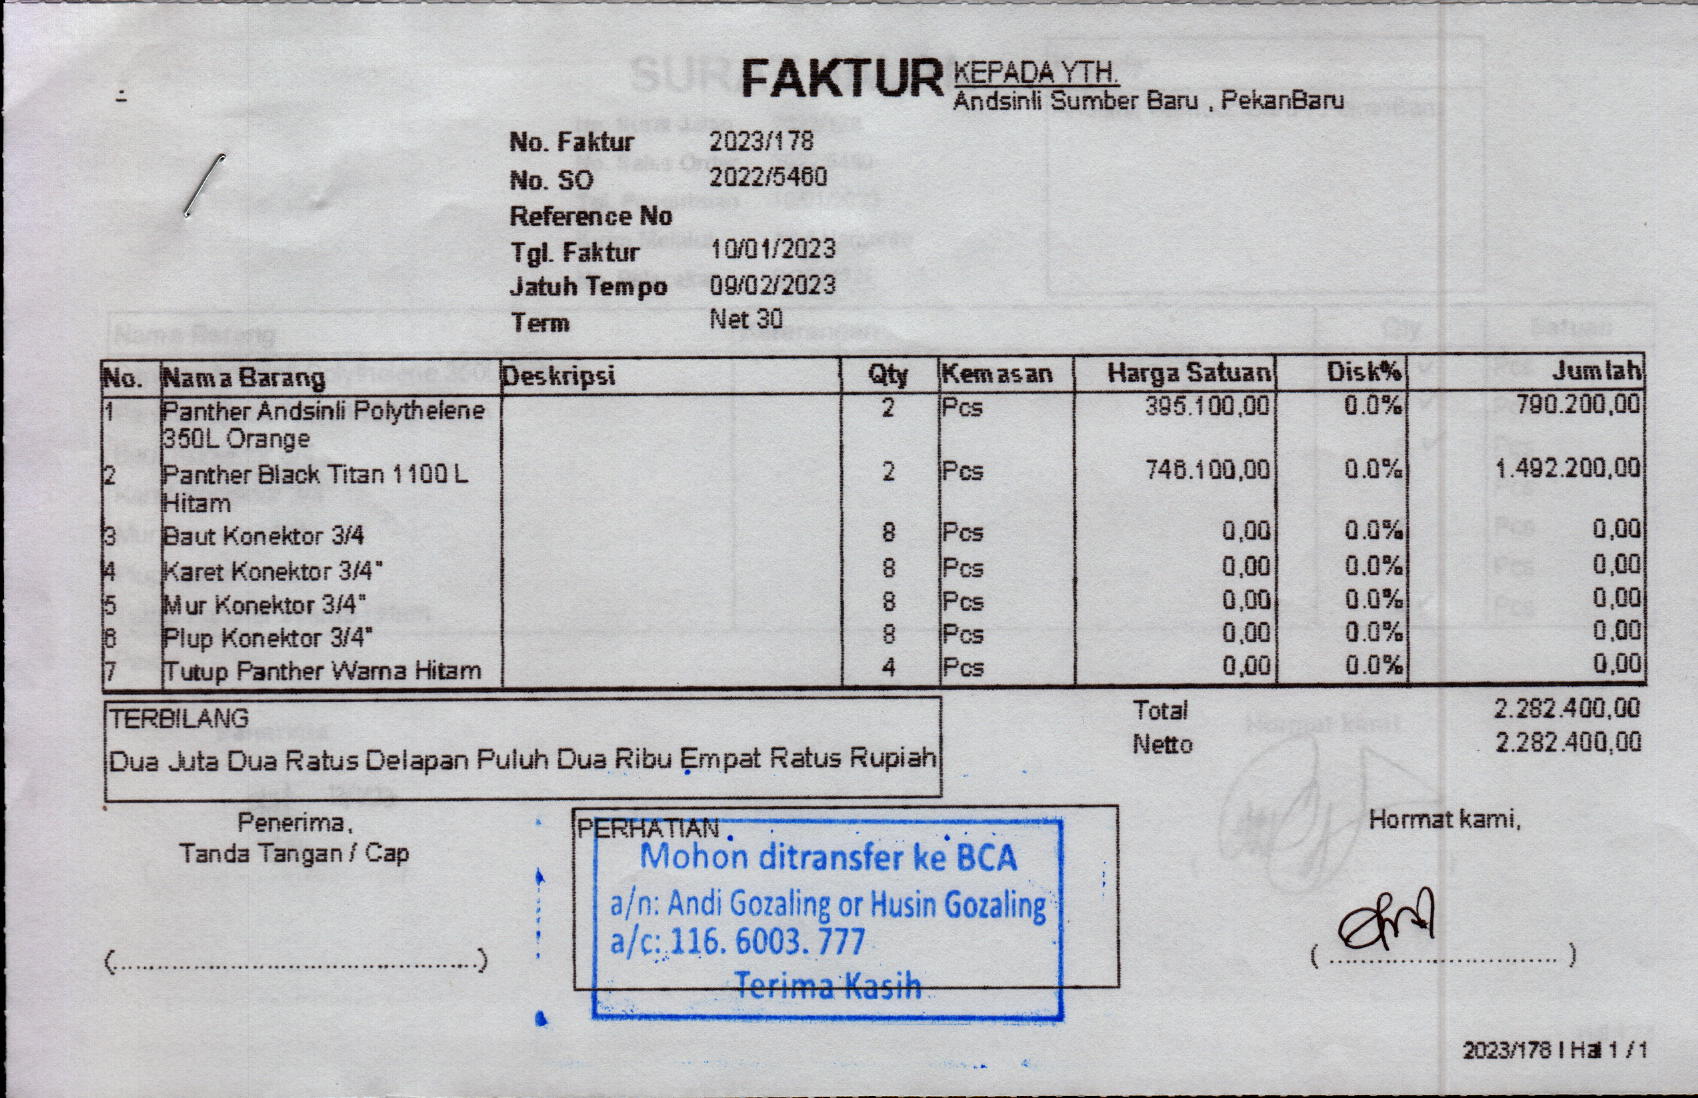 FAKTUR
KEPADA YTH.
Andsinli Sumber Baru , PekanBaru
No. Faktur 2023/178
No. SO 2022/5460
Reference No
Tgl. Faktur 10/01/2023
Jatuh Tempo 09/02/2023
Term Net 30
No. Nama Barang Deskripsi Qty Kemasan Harga Satuan Disk% Jumlah
1 Panther Andsinli Polythelene 2 Pcs 395.100,00 0.0% 790.200,00
350L Orange
2 Panther Black Titan 1100 L 2 Pcs 746.100,00 0.0% 1.492.200,00
Hitam
3 Baut Konektor 3/4 8 Pcs 0,00 0.0% 0,00
4 Karet Konektor 3/4" 8 Pcs 0,00 0.0% 0,00
5 Mur Konektor 3/4" 8 Pcs 0,00 0.0% 0,00
6 Plup Konektor 3/4" 8 Pcs 0,00 0.0% 0,00
7 Tutup Panther Warna Hitam 4 Pcs 0,00 0.0% 0,00
Total 2.282.400,00
Netto 2.282.400,00
TERBILANG
Dua Juta Dua Ratus Delapan Puluh Dua Ribu Empat Ratus Rupiah
Penerima,
Tanda Tangan / Cap
(..........................................)
PERHATIAN
Mohon ditransfer ke BCA
a/n: Andi Gozaling or Husin Gozaling
a/c: 116. 6003. 777
Terima Kasih
Hormat kami,
( ............................ )
2023/178 | Hal 1 / 1